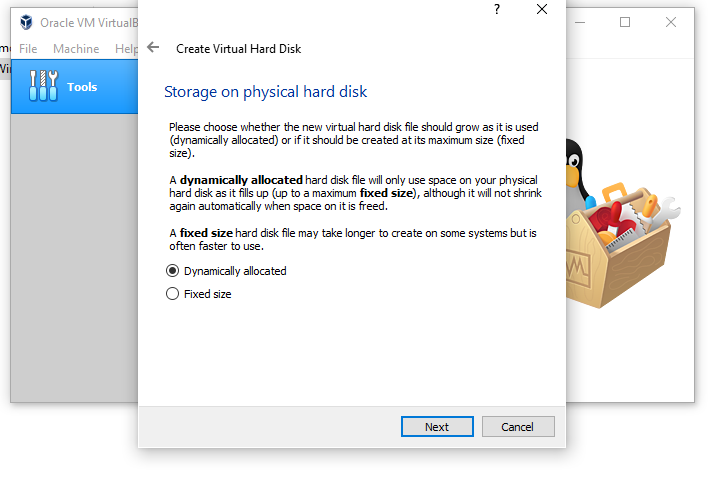 Oracle VM VirtualB
?
File Machine Help
Create Virtual Hard Disk
Tools
Storage on physical hard disk
Please choose whether the new virtual hard disk file should grow as it is used
(dynamically allocated) or if it should be created at its maximum size (fixed
size).
A dynamically allocated hard disk file will only use space on your physical
hard disk as it fills up (up to a maximum fixed size), although it will not shrink
again automatically when space on it is freed.
A fixed size hard disk file may take longer to create on some systems but is
often faster to use.
Dynamically allocated
Fixed size
Next
Cancel